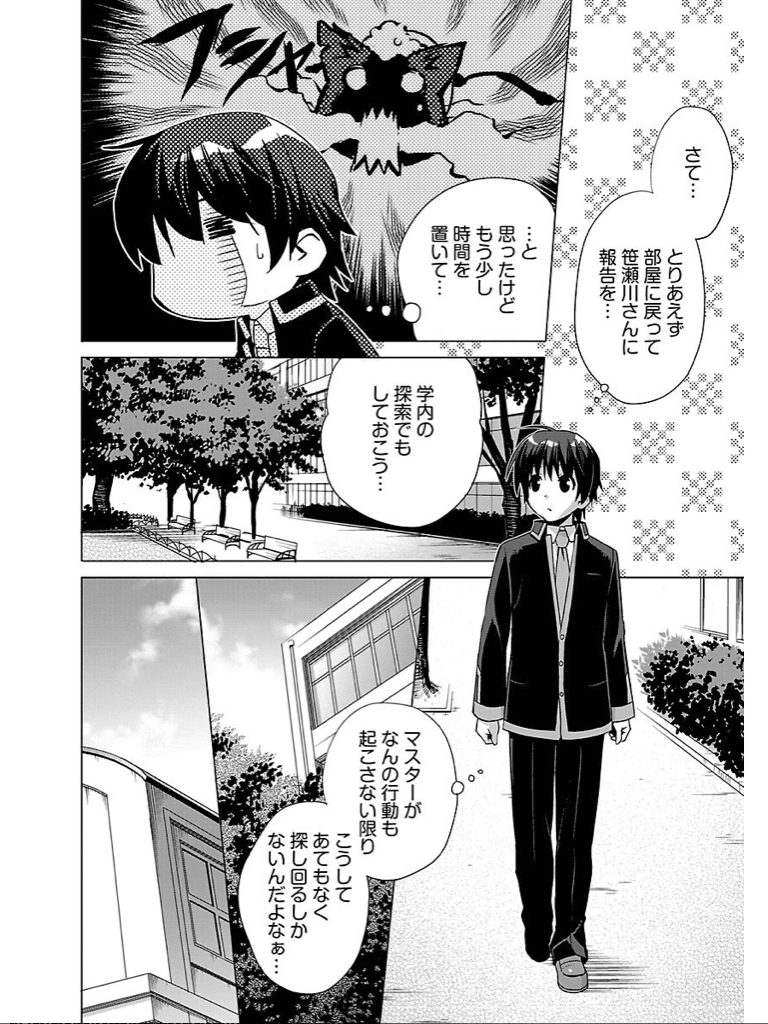 さて…
とりあえず
部屋に戻って
笹瀬川さんに
報告を…
…と
思ったけど
もう少し
時間を
置いて…
フシャ
学内の
探索でも
しておこう…
マスターが
なんの行動も
起こさない限り
こうして
あてもなく
探し回るしか
ないんだよなぁ…